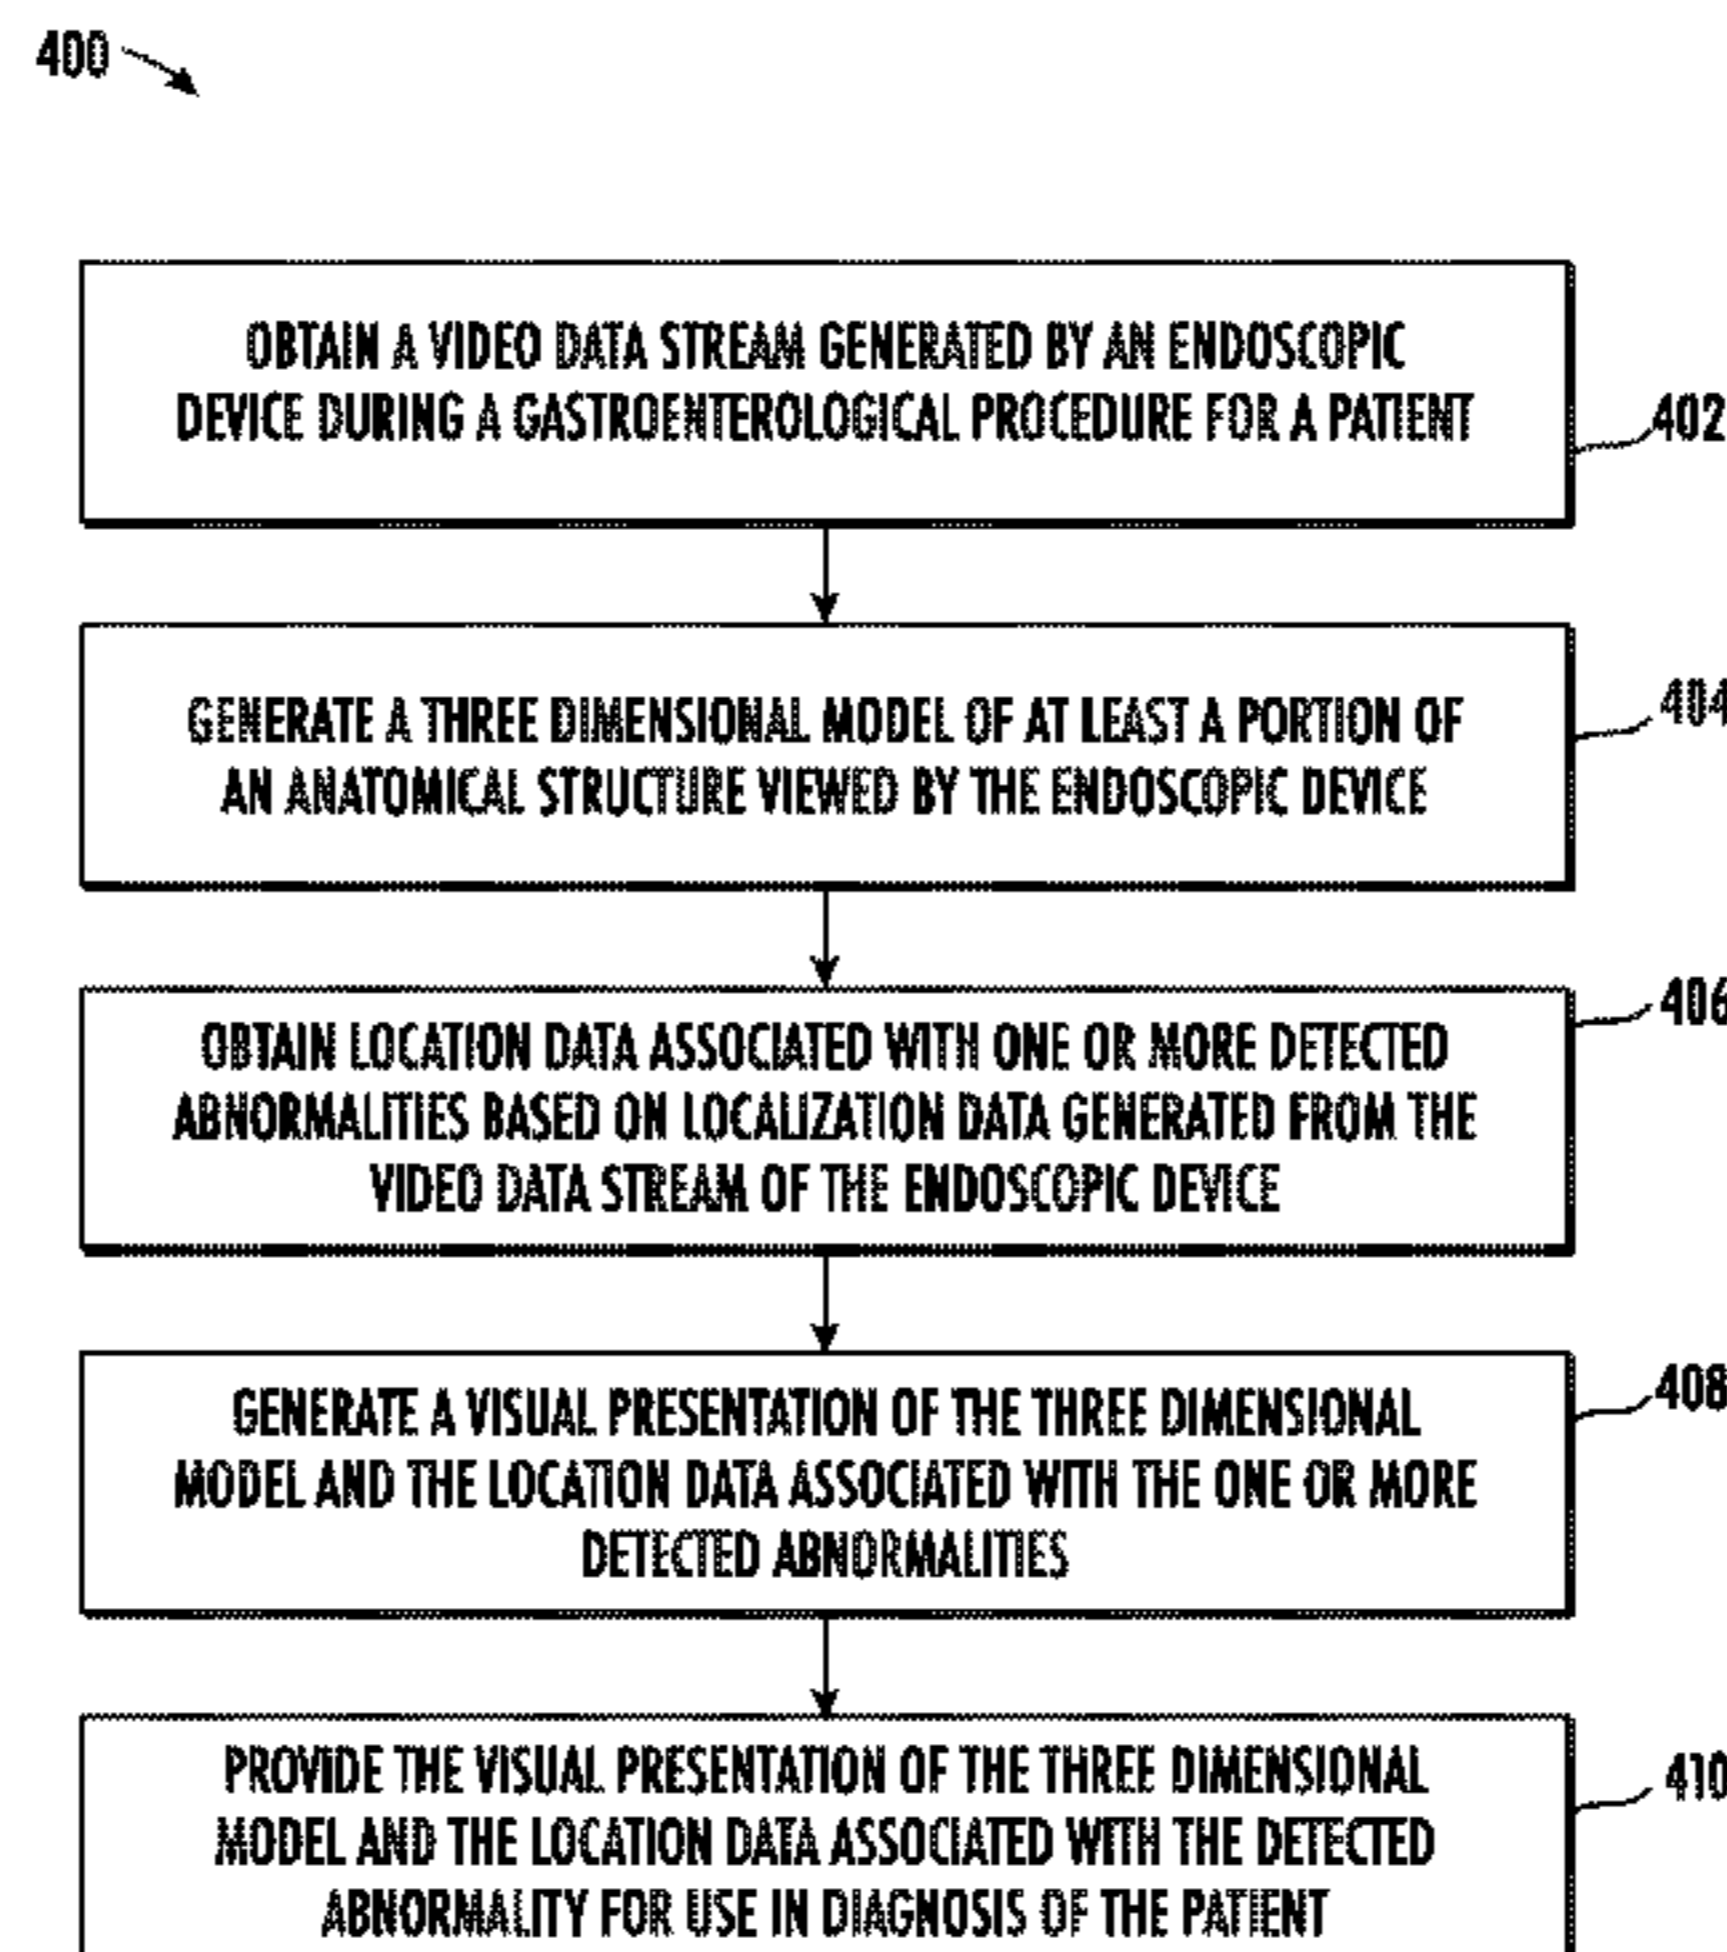 400
OBTAIN A VIDEO DATA STREAM GENERATED BY AN ENDOSCOPIC
DEVICE DURING A GASTROENTEROLOGICAL PROCEDURE FOR A PATIENT
402
GENERATE A THREE DIMENSIONAL MODEL OF AT LEAST A PORTION OF
AN ANATOMICAL STRUCTURE VIEWED BY THE ENDOSCOPIC DEVICE
404
OBTAIN LOCATION DATA ASSOCIATED WITH ONE OR MORE DETECTED
ABNORMALITIES BASED ON LOCALIZATION DATA GENERATED FROM THE
VIDEO DATA STREAM OF THE ENDOSCOPIC DEVICE
406
GENERATE A VISUAL PRESENTATION OF THE THREE DIMENSIONAL
MODEL AND THE LOCATION DATA ASSOCIATED WITH THE ONE OR MORE
DETECTED ABNORMALITIES
408
PROVIDE THE VISUAL PRESENTATION OF THE THREE DIMENSIONAL
MODEL AND THE LOCATION DATA ASSOCIATED WITH THE DETECTED
ABNORMALITY FOR USE IN DIAGNOSIS OF THE PATIENT
410